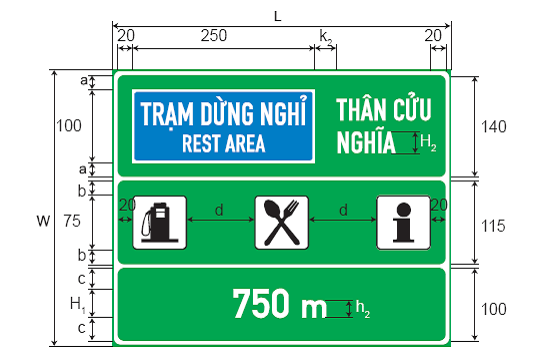 L
20 250 k₂ 20
a
TRẠM DỪNG NGHỈ THÂN CỬU
100 REST AREA NGHĨA H₂ 140
a
b
20 d d 20
W 75 115
b
c
H₁ 750 m h₂ 100
c